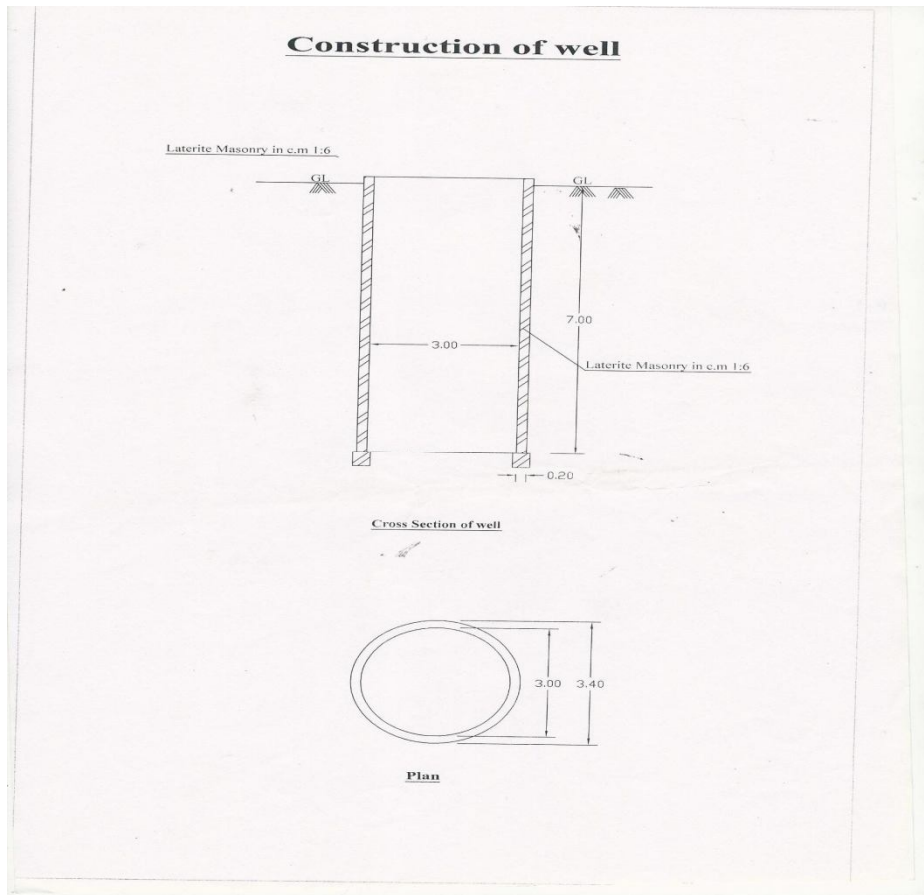 Construction of well
Laterite Masonry in c.m 1:6
GL
GL
7.00
3.00
Laterite Masonry in c.m 1:6
0.20
Cross Section of well
3.00
3.40
Plan